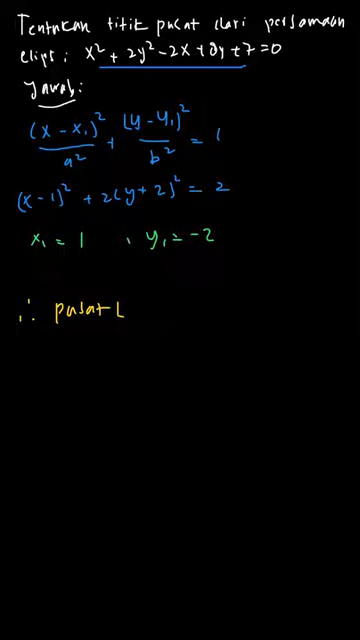 Tentukan titik pusat dari persamaan
elips: x² + 2y² - 2x + 8y + 7 = 0
Jawab:
(x - x₁)²/a² + (y - y₁)²/b² = 1
(x - 1)² + 2(y + 2)² = 2
x₁ = 1 , y₁ = -2
∴ pusat (